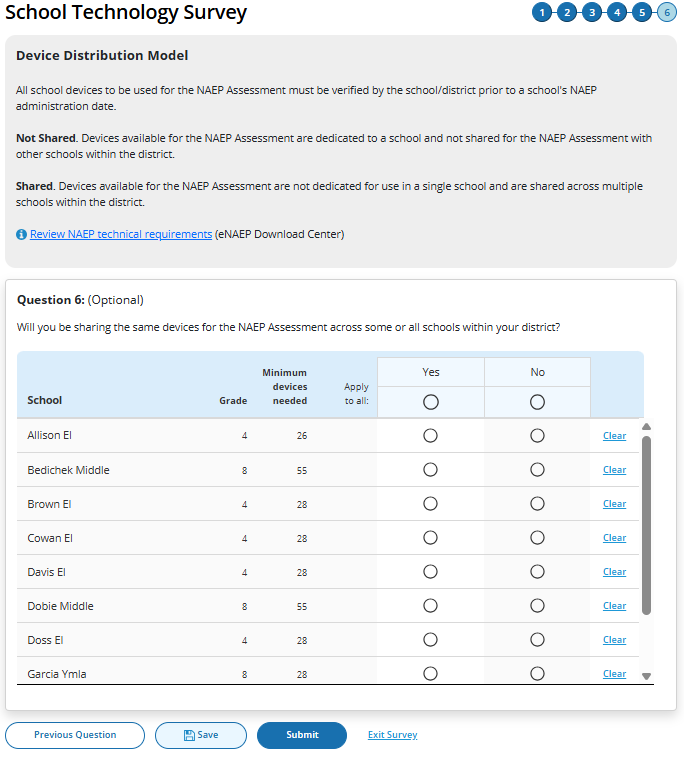 School Technology Survey
1 2 3 4 5 6
Device Distribution Model
All school devices to be used for the NAEP Assessment must be verified by the school/district prior to a school's NAEP
administration date.
Not Shared. Devices available for the NAEP Assessment are dedicated to a school and not shared for the NAEP Assessment with
other schools within the district.
Shared. Devices available for the NAEP Assessment are not dedicated for use in a single school and are shared across multiple
schools within the district.
Review NAEP technical requirements (eNAEP Download Center)
Question 6: (Optional)
Will you be sharing the same devices for the NAEP Assessment across some or all schools within your district?
School Grade Minimum devices needed Apply to all: Yes No
Allison El 4 26 Clear
Bedichek Middle 8 55 Clear
Brown El 4 28 Clear
Cowan El 4 28 Clear
Davis El 4 28 Clear
Dobie Middle 8 55 Clear
Doss El 4 28 Clear
Garcia Ymla 8 28 Clear
Previous Question Save Submit Exit Survey